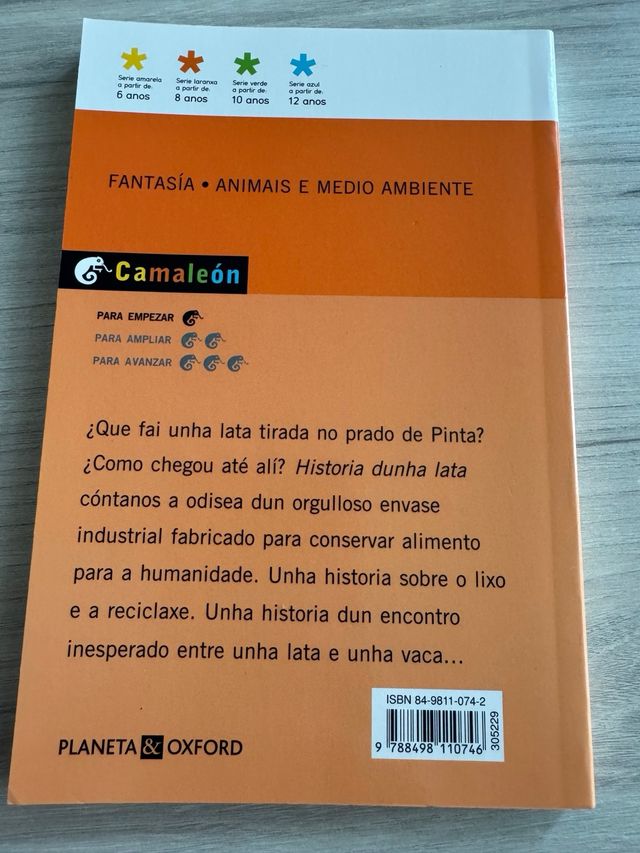 Serie amarela
a partir de:
6 anos
Serie laranxa
a partir de:
8 anos
Serie verde
a partir de:
10 anos
Serie azul
a partir de:
12 anos
FANTASÍA • ANIMAIS E MEDIO AMBIENTE
Camaleón
PARA EMPEZAR
PARA AMPLIAR
PARA AVANZAR
¿Que fai unha lata tirada no prado de Pinta?
¿Como chegou até alí? Historia dunha lata
cóntanos a odisea dun orgulloso envase
industrial fabricado para conservar alimento
para a humanidade. Unha historia sobre o lixo
e a reciclaxe. Unha historia dun encontro
inesperado entre unha lata e unha vaca...
ISBN 84-9811-074-2
9 788498 110746
305229
PLANETA & OXFORD